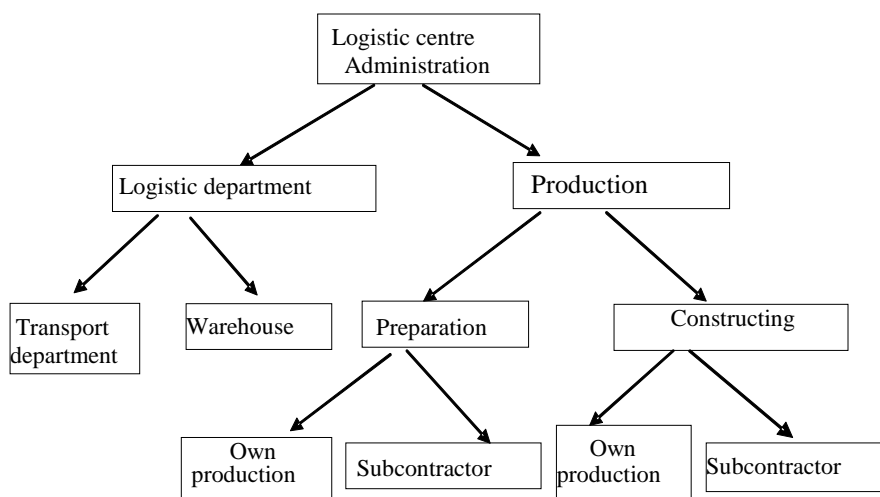 Logistic centre
Administration
Logistic department
Production
Transport
department
Warehouse
Preparation
Constructing
Own
production
Subcontractor
Own
production
Subcontractor